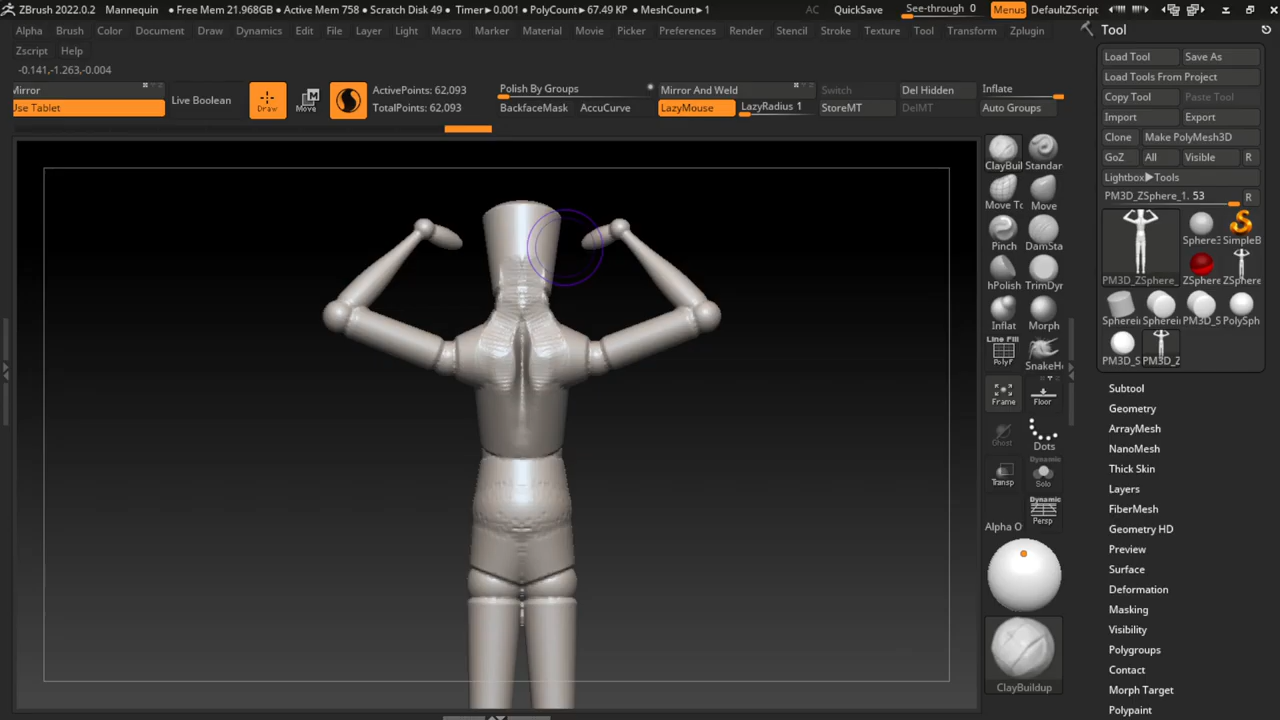 ZBrush 2022.0.2 Mannequin • Free Mem 21.968GB • Active Mem 758 • Scratch Disk 49 • Timer▸0.001 • PolyCount▸67.49 KP • MeshCount▸1 AC QuickSave See-through 0 Menus DefaultZScript
Alpha Brush Color Document Draw Dynamics Edit File Layer Light Macro Marker Material Movie Picker Preferences Render Stencil Stroke Texture Tool Transform Zplugin
Zscript Help
-0.141,-1.263,-0.004
Mirror
Use Tablet
Live Boolean
Draw
Move
ActivePoints: 62,093
TotalPoints: 62,093
Polish By Groups
BackfaceMask AccuCurve
Mirror And Weld
LazyMouse LazyRadius 1
Switch
StoreMT
Del Hidden
DelMT
Inflate
Auto Groups
ClayBuil Standar
Move To Move
Pinch DamSta
hPolish TrimDyr
Inflat Morph
Line Fill
PolyF SnakeHo
Frame Floor
Ghost Dots
Dynamic
Transp Solo
Dynamic
Persp
Alpha O
ClayBuildup
Tool
Load Tool Save As
Load Tools From Project
Copy Tool Paste Tool
Import Export
Clone Make PolyMesh3D
GoZ All Visible R
Lightbox▸Tools
PM3D_ZSphere_1. 53 R
PM3D_ZSphere_ SphereE SimpleB
ZSphere ZSphere
Spherei Spherei PM3D_S PolySph
PM3D_S PM3D_Z
Subtool
Geometry
ArrayMesh
NanoMesh
Thick Skin
Layers
FiberMesh
Geometry HD
Preview
Surface
Deformation
Masking
Visibility
Polygroups
Contact
Morph Target
Polypaint